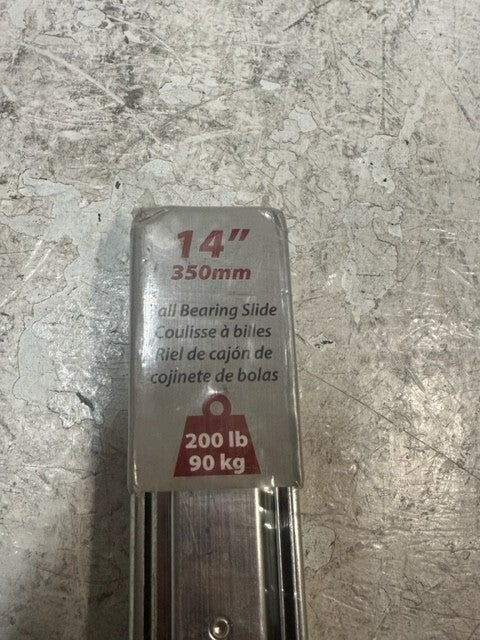 14"
350mm
all Bearing Slide
Coulisse à billes
Riel de cajón de
cojinete de bolas
200 lb
90 kg